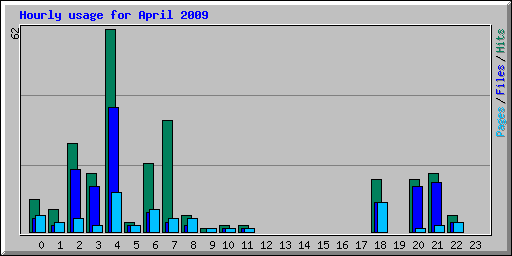 Hourly usage for April 2009
62
Pages / Files / Hits
0 1 2 3 4 5 6 7 8 9 10 11 12 13 14 15 16 17 18 19 20 21 22 23